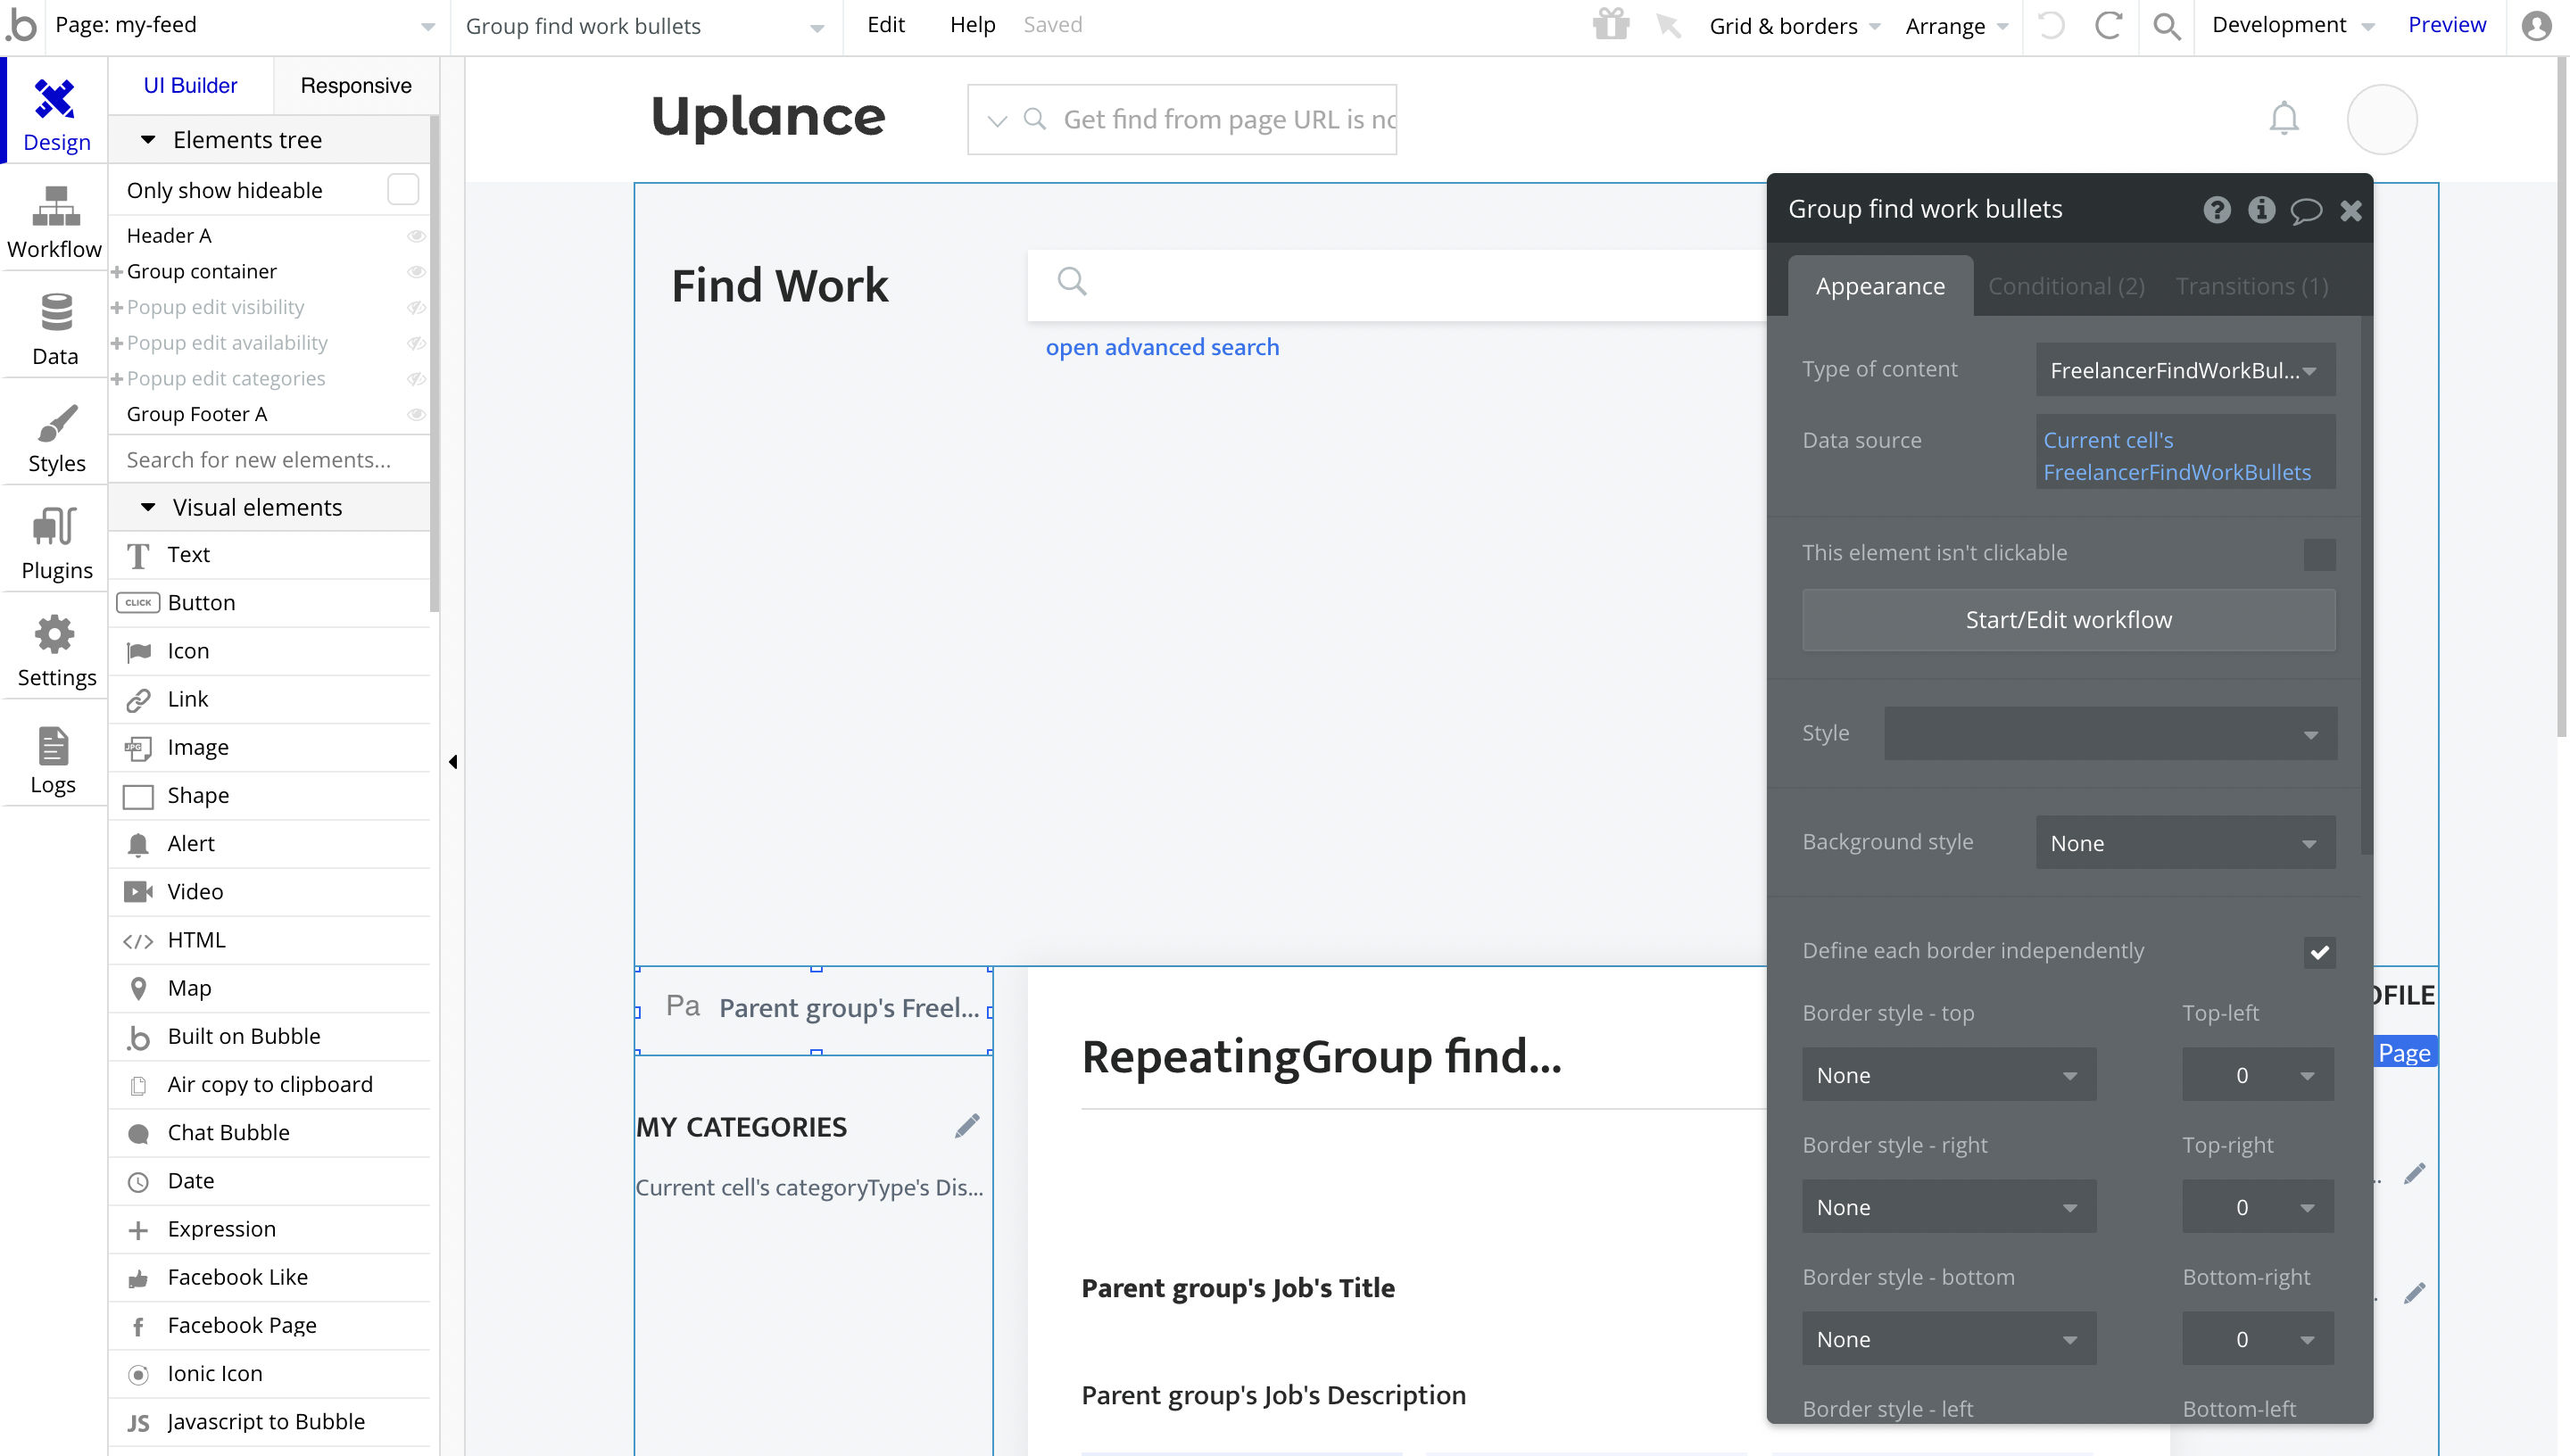 Page: my-feed
Group find work bullets
Edit
Help
Saved
Grid & borders
Arrange
Development
Preview
Design
Workflow
Data
Styles
Plugins
Settings
Logs
UI Builder
Responsive
Elements tree
Only show hideable
Header A
Group container
Popup edit visibility
Popup edit availability
Popup edit categories
Group Footer A
Search for new elements...
Visual elements
Text
CLICK Button
Icon
Link
JPG Image
Shape
Alert
Video
HTML
Map
Built on Bubble
Air copy to clipboard
Chat Bubble
Date
Expression
Facebook Like
Facebook Page
Ionic Icon
JS Javascript to Bubble
Uplance
Get find from page URL is no
Find Work
open advanced search
Pa
Parent group's Freel...
MY CATEGORIES
Current cell's categoryType's Dis...
RepeatingGroup find...
Parent group's Job's Title
Parent group's Job's Description
OFILE
Page
Group find work bullets
Appearance
Conditional (2)
Transitions (1)
Type of content
FreelancerFindWorkBul...
Data source
Current cell's
FreelancerFindWorkBullets
This element isn't clickable
Start/Edit workflow
Style
Background style
None
Define each border independently
Border style - top
Top-left
None
0
Border style - right
Top-right
None
0
Border style - bottom
Bottom-right
None
0
Border style - left
Bottom-left